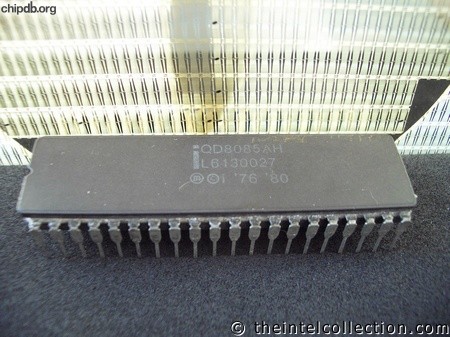 chipdb.org
i QD8085AH
L6130027
Ⓜ © i '76 '80
© theintelcollection.com